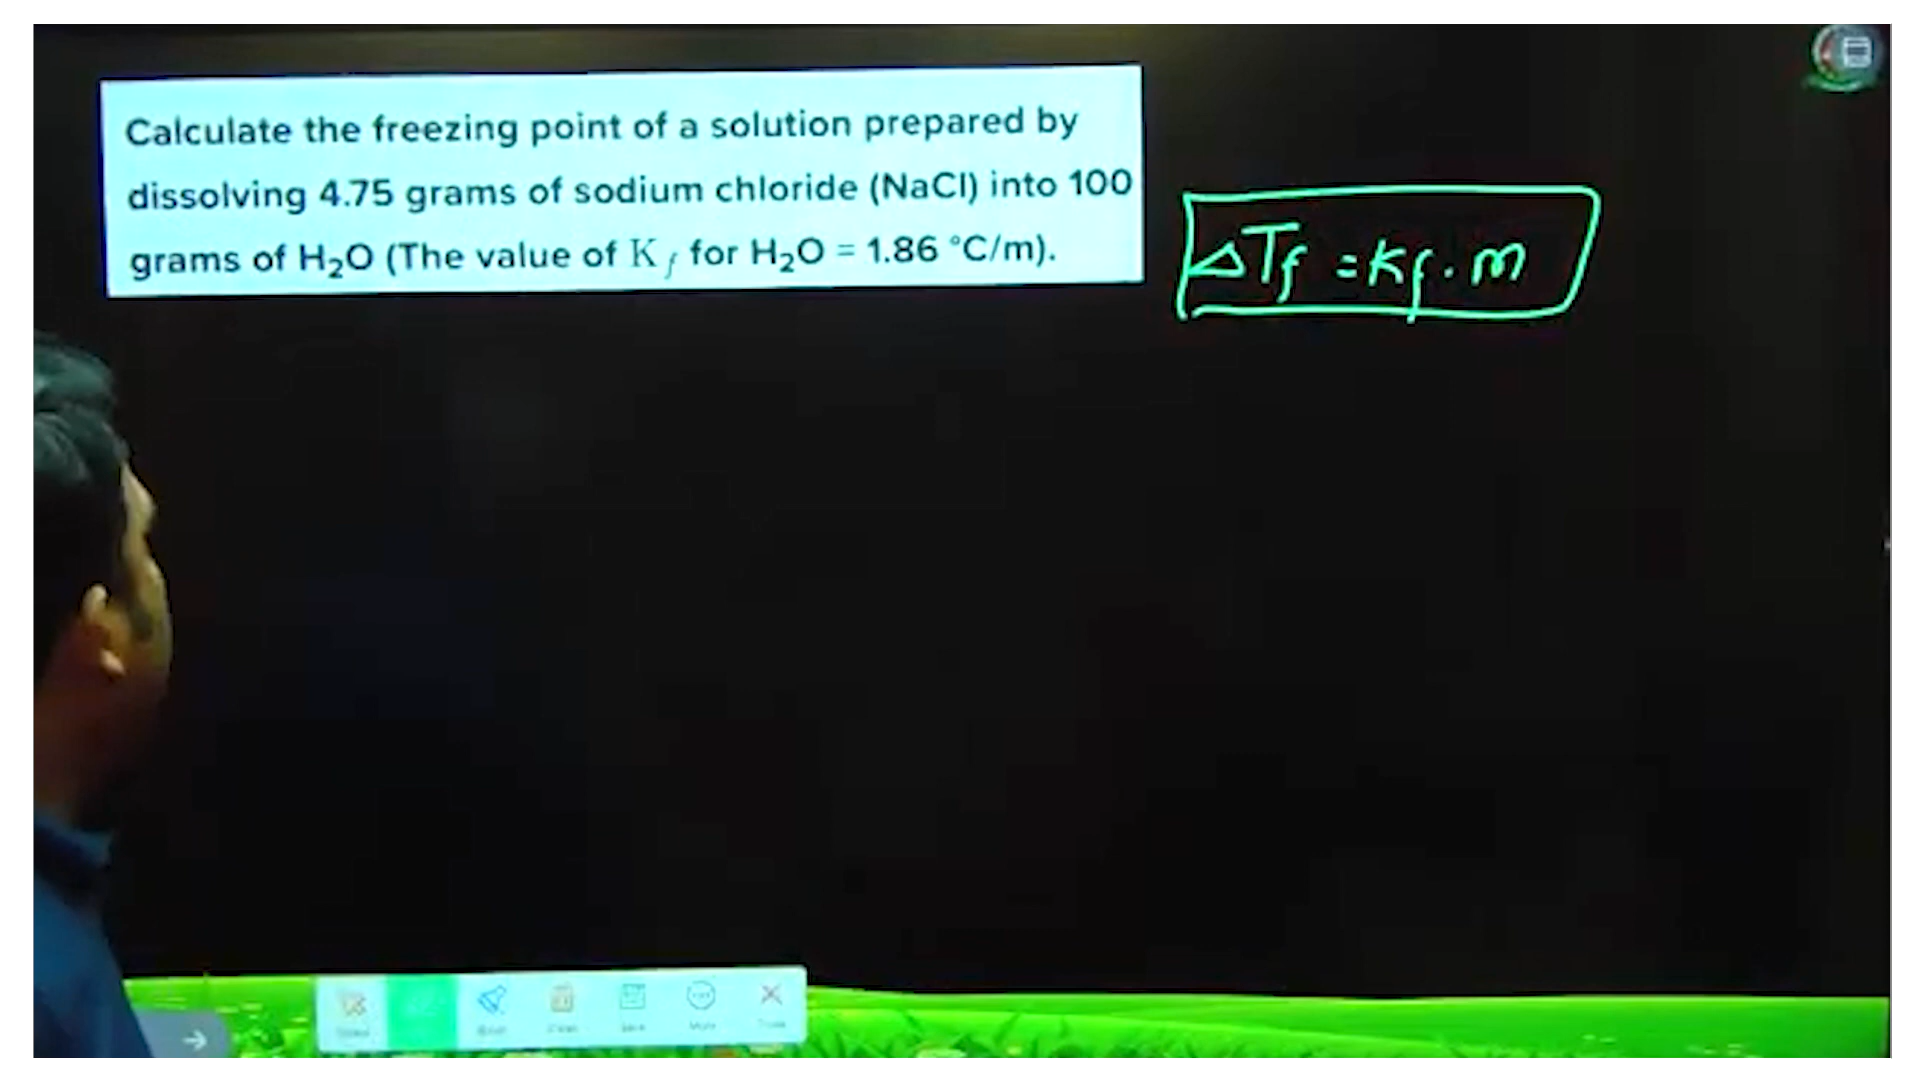 Calculate the freezing point of a solution prepared by
dissolving 4.75 grams of sodium chloride (NaCl) into 100
grams of H₂O (The value of K f for H₂O = 1.86 °C/m).
ΔTf = Kf . m
More